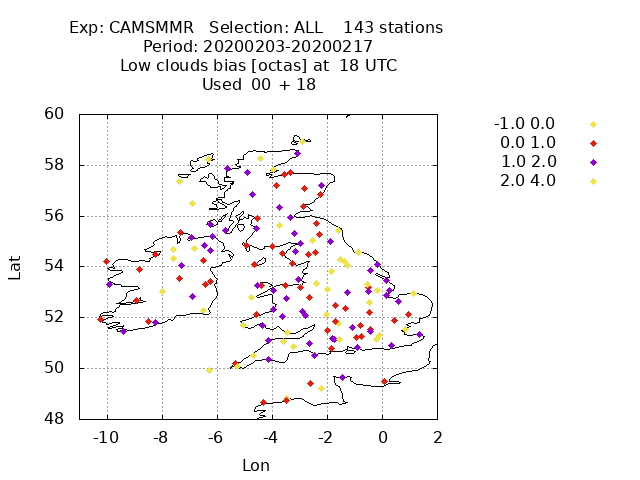 Exp: CAMSMMR   Selection: ALL    143 stations
Period: 20200203-20200217
Low clouds bias [octas] at  18 UTC
Used  00 + 18
60
58
56
54
52
50
48
Lat
-10 -8 -6 -4 -2 0 2
Lon
-1.0 0.0
0.0 1.0
1.0 2.0
2.0 4.0